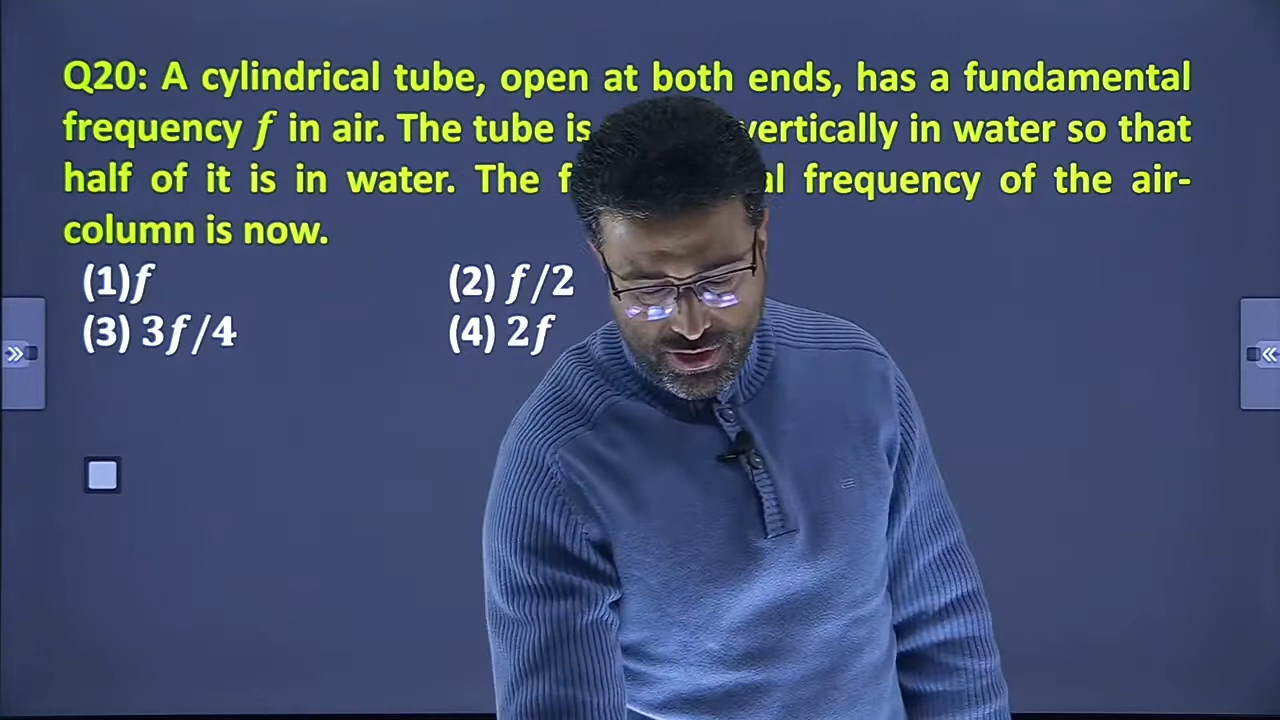 Q20: A cylindrical tube, open at both ends, has a fundamental
frequency f in air. The tube is vertically in water so that
half of it is in water. The frequency of the air-
column is now.
(1)f (2) f/2
(3) 3f/4 (4) 2f